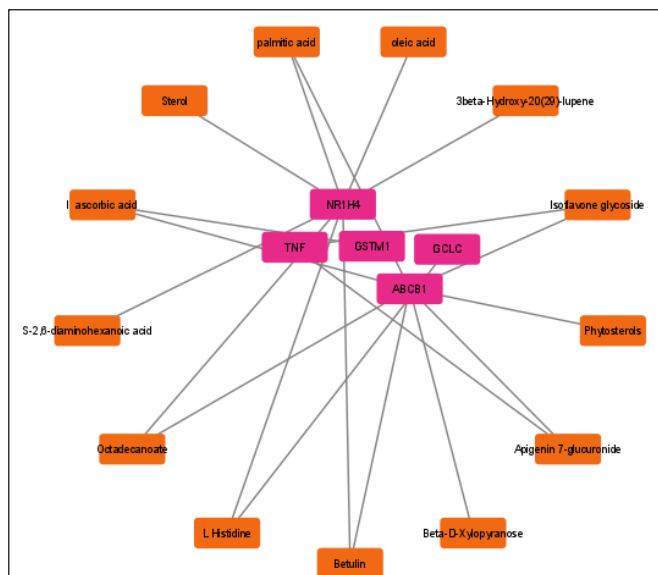 palmitic acid
oleic acid
Sterol
3beta-Hydroxy-20(29)-lupene
l ascorbic acid
NR1H4
Isoflavone glycoside
TNF
GSTM1
GCLC
ABCB1
S-2,6-diaminohexanoic acid
Phytosterols
Octadecanoate
Apigenin 7-glucuronide
L Histidine
Beta-D-Xylopyranose
Betulin